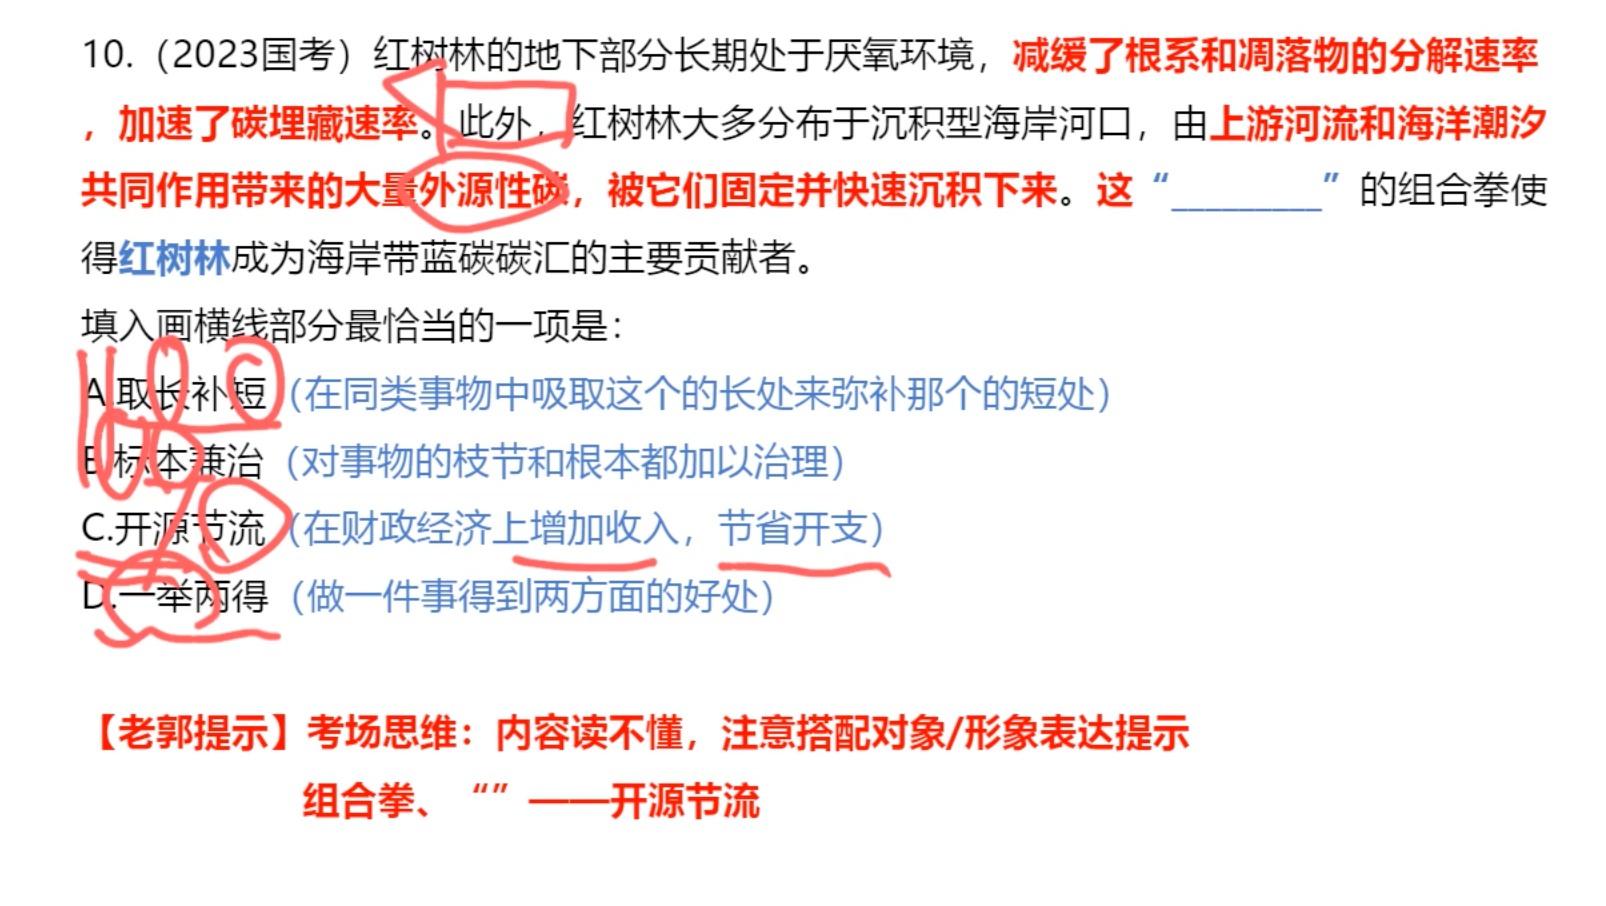 10.（2023国考）红树林的地下部分长期处于厌氧环境，减缓了根系和凋落物的分解速率
，加速了碳埋藏速率。此外，红树林大多分布于沉积型海岸河口，由上游河流和海洋潮汐
共同作用带来的大量外源性碳，被它们固定并快速沉积下来。这“________”的组合拳使
得红树林成为海岸带蓝碳碳汇的主要贡献者。
填入画横线部分最恰当的一项是：
A.取长补短（在同类事物中吸取这个的长处来弥补那个的短处）
B.标本兼治（对事物的枝节和根本都加以治理）
C.开源节流（在财政经济上增加收入，节省开支）
D.一举两得（做一件事得到两方面的好处）
【老郭提示】考场思维：内容读不懂，注意搭配对象/形象表达提示
组合拳、“”——开源节流